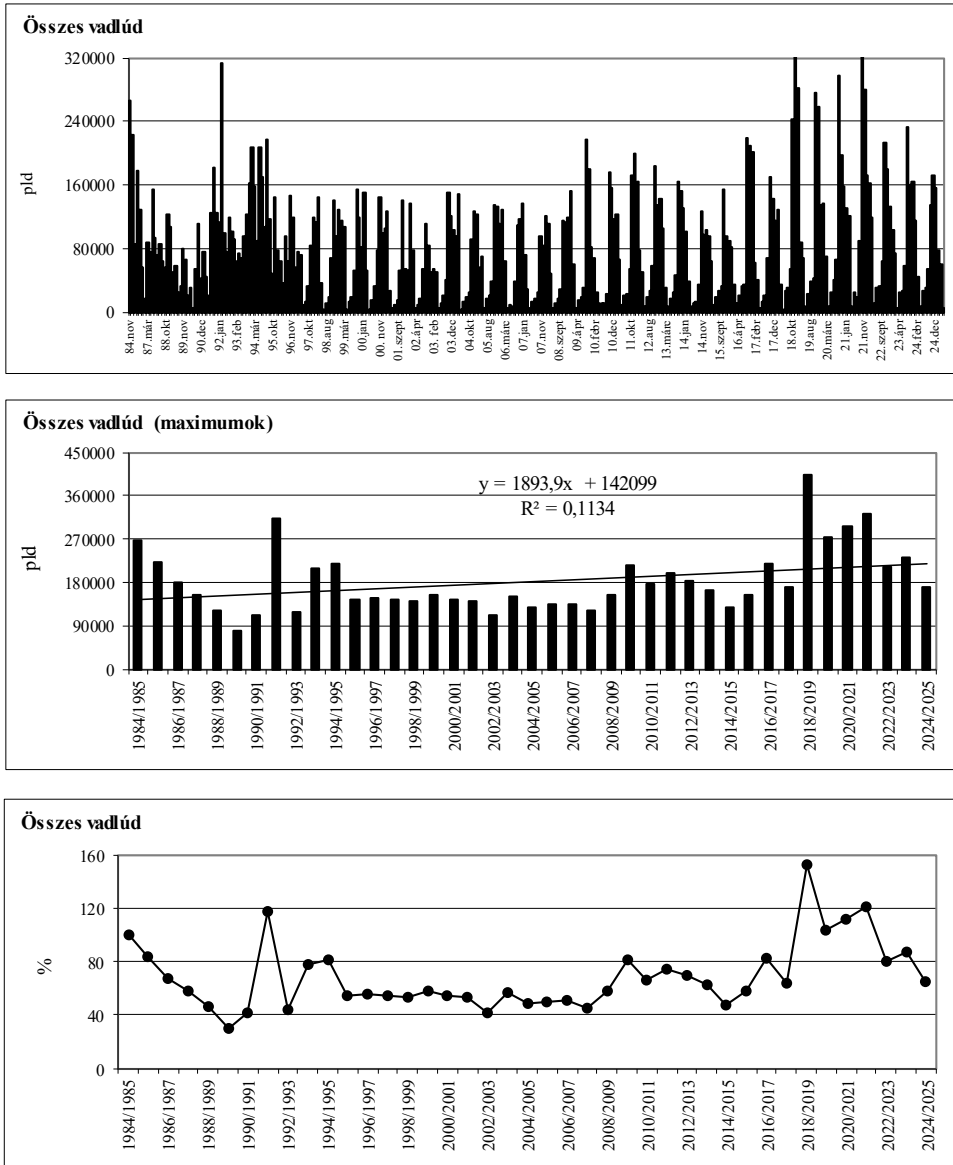 Összes vadlúd
320000
240000
160000
80000
0
pld
84.nov
87.már
88.okt
89.nov
90.dec
92.jan
93.feb
94.már
95.okt
96.nov
97.okt
98.aug
99.már
00.jan
00. nov
01.szept
02.ápr
03. feb
03.dec
04.okt
05.aug
06.márc
07.jan
07.nov
08.szept
09.ápr
10.febr
10.dec
11.okt
12.aug
13.márc
14.jan
14.nov
15.szept
16.ápr
17.febr
17.dec
18.okt
19.aug
20.márc
21.jan
21.nov
22.szept
23.ápr
24.febr
24.dec
Összes vadlúd (maximumok)
450000
360000
270000
180000
90000
0
pld
y = 1893,9x + 142099
R² = 0,1134
1984/1985
1986/1987
1988/1989
1990/1991
1992/1993
1994/1995
1996/1997
1998/1999
2000/2001
2002/2003
2004/2005
2006/2007
2008/2009
2010/2011
2012/2013
2014/2015
2016/2017
2018/2019
2020/2021
2022/2023
2024/2025
Összes vadlúd
160
120
80
40
0
%
1984/1985
1986/1987
1988/1989
1990/1991
1992/1993
1994/1995
1996/1997
1998/1999
2000/2001
2002/2003
2004/2005
2006/2007
2008/2009
2010/2011
2012/2013
2014/2015
2016/2017
2018/2019
2020/2021
2022/2023
2024/2025